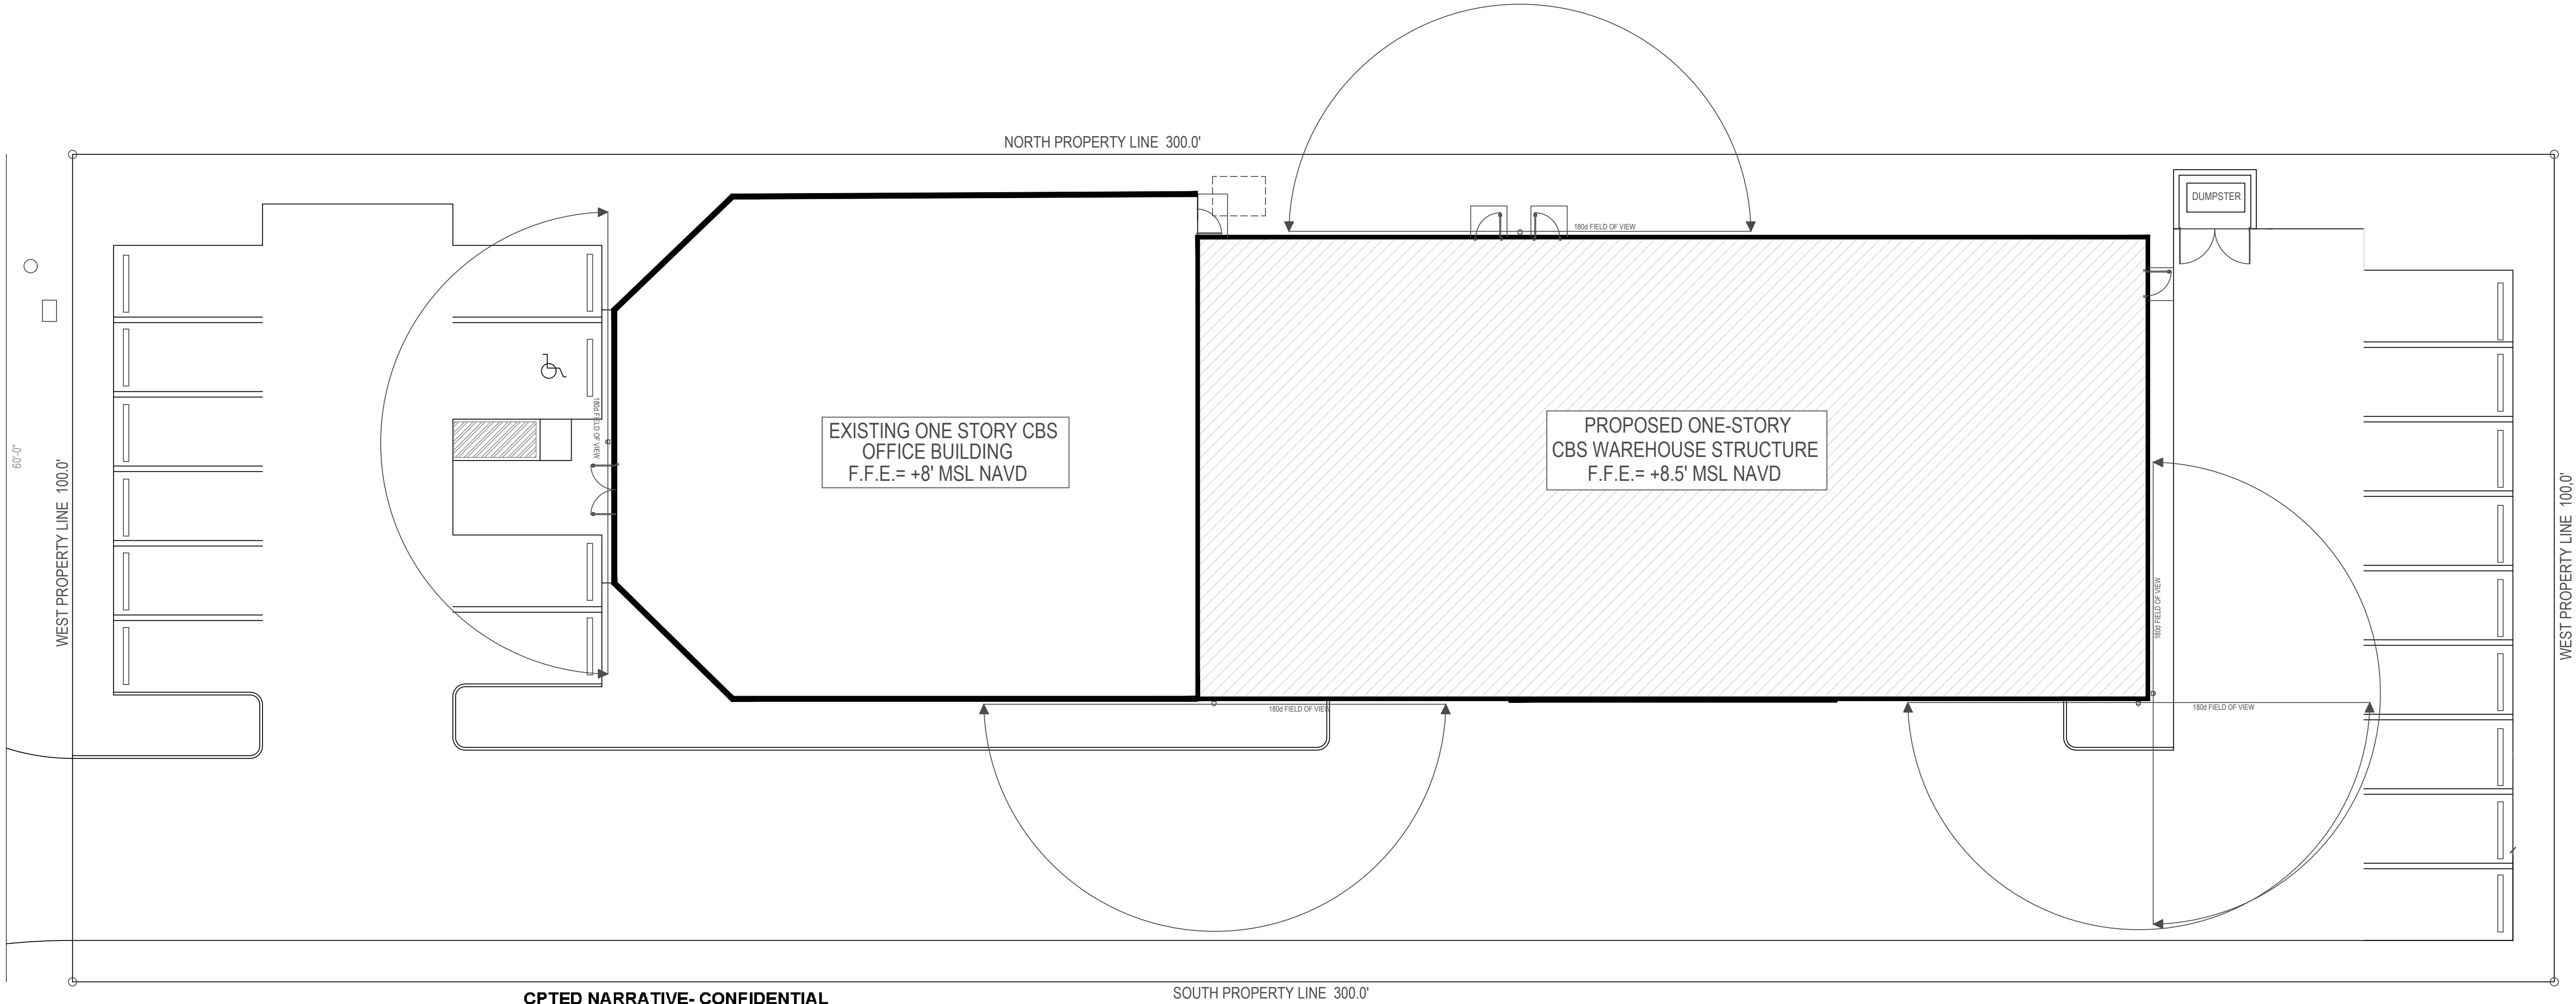 NORTH PROPERTY LINE  300.0'
180d FIELD OF VIEW
DUMPSTER
60'-0"
WEST PROPERTY LINE  100.0'
180d FIELD OF VIEW
EXISTING ONE STORY CBS
OFFICE BUILDING
F.F.E.= +8' MSL NAVD
PROPOSED ONE-STORY
CBS WAREHOUSE STRUCTURE
F.F.E.= +8.5' MSL NAVD
180d FIELD OF VIEW
WEST PROPERTY LINE  100,0'
180d FIELD OF VIEW
180d FIELD OF VIEW
CPTED NARRATIVE- CONFIDENTIAL
SOUTH PROPERTY LINE  300.0'